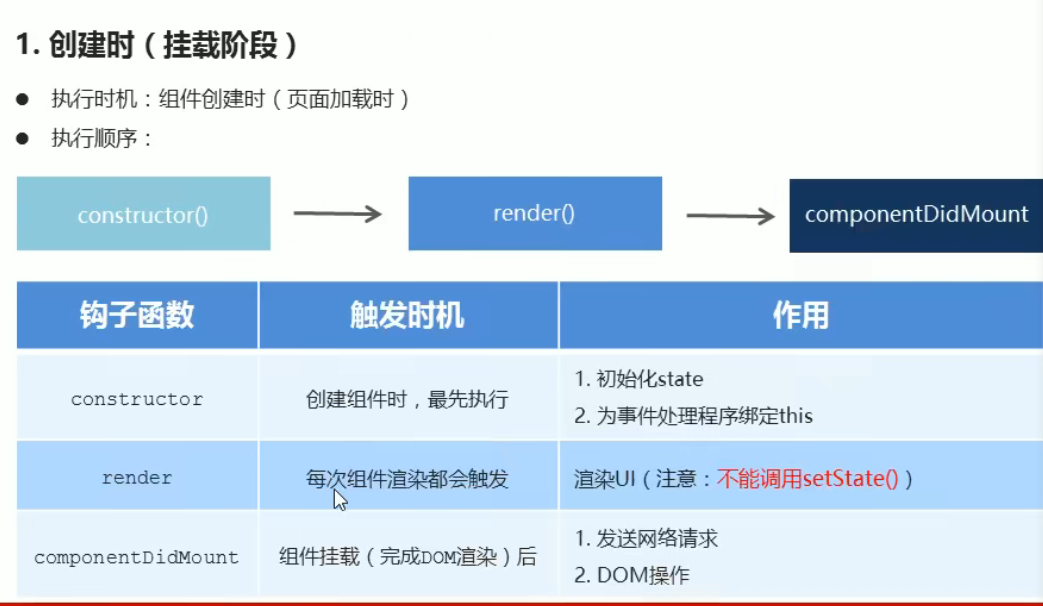 1. 创建时（挂载阶段）
● 执行时机：组件创建时（页面加载时）
● 执行顺序：
constructor()
render()
componentDidMount
钩子函数 触发时机 作用
constructor 创建组件时，最先执行 1. 初始化state
2. 为事件处理程序绑定this
render 每次组件渲染都会触发 渲染UI（注意：不能调用setState()）
componentDidMount 组件挂载（完成DOM渲染）后 1. 发送网络请求
2. DOM操作